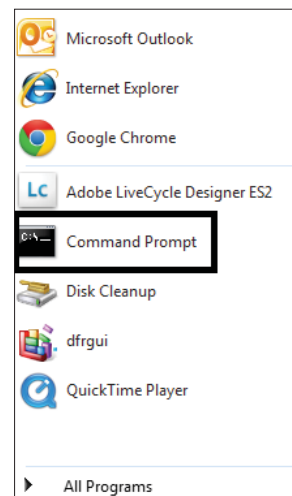 Microsoft Outlook
Internet Explorer
Google Chrome
Lc Adobe LiveCycle Designer ES2
C:\_ Command Prompt
Disk Cleanup
dfrgui
QuickTime Player
All Programs